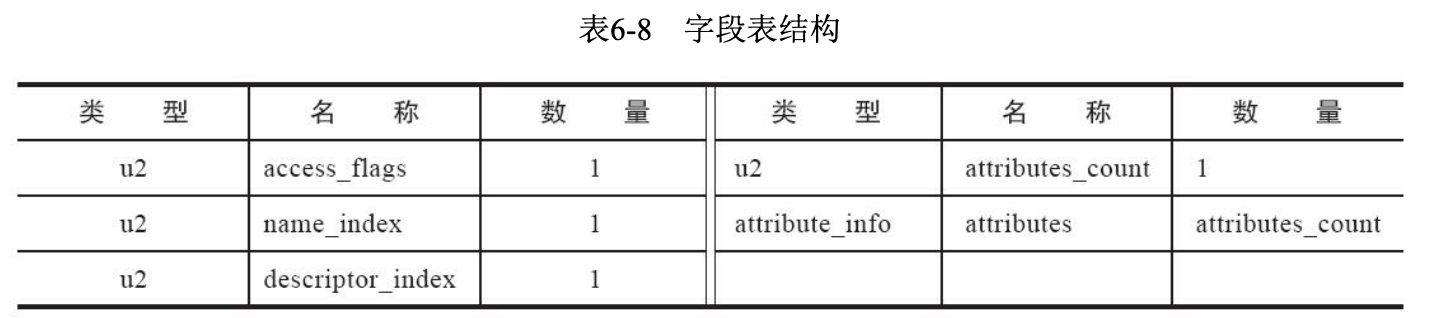 表6-8 字段表结构
类 型 名 称 数 量 类 型 名 称 数 量
u2 access_flags 1 u2 attributes_count 1
u2 name_index 1 attribute_info attributes attributes_count
u2 descriptor_index 1